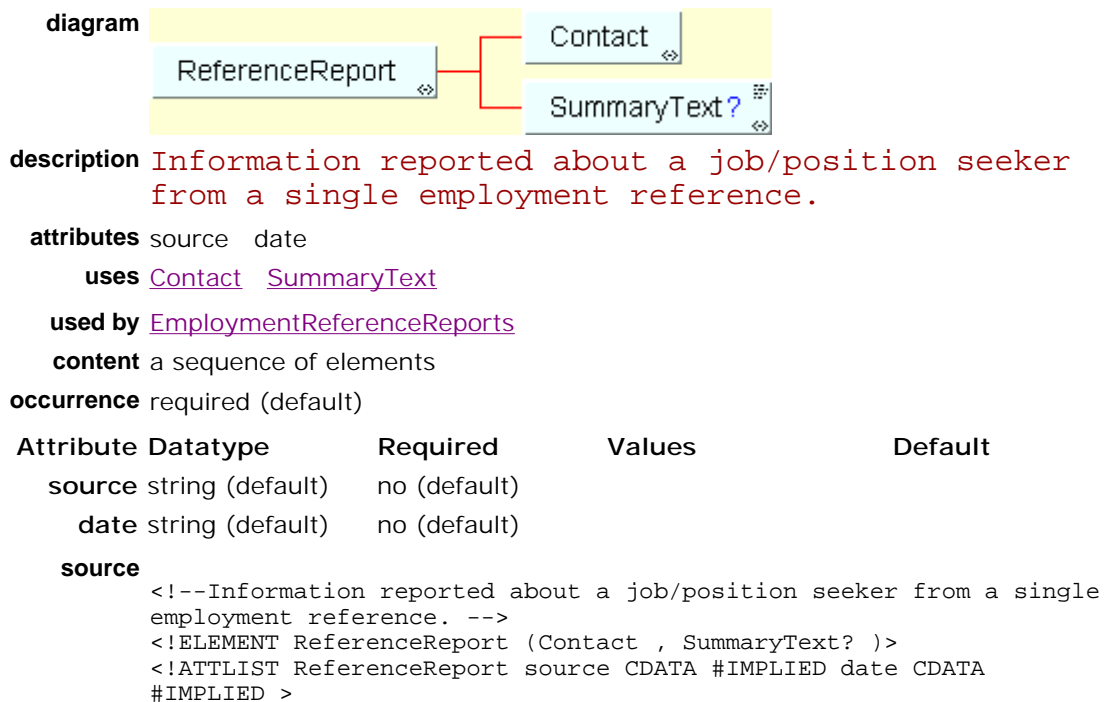 diagram
ReferenceReport
Contact
SummaryText?
description Information reported about a job/position seeker
from a single employment reference.
attributes source date
uses Contact SummaryText
used by EmploymentReferenceReports
content a sequence of elements
occurrence required (default)
Attribute Datatype Required Values Default
source string (default) no (default)
date string (default) no (default)
source
<!--Information reported about a job/position seeker from a single
employment reference. -->
<!ELEMENT ReferenceReport (Contact , SummaryText? )>
<!ATTLIST ReferenceReport source CDATA #IMPLIED date CDATA
#IMPLIED >